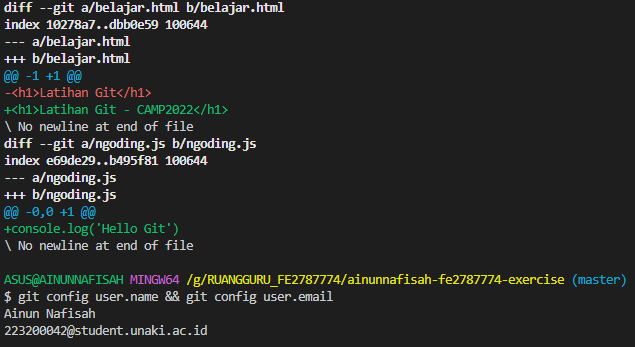 diff --git a/belajar.html b/belajar.html
index 10278a7..dbb0e59 100644
--- a/belajar.html
+++ b/belajar.html
@@ -1 +1 @@
-<h1>Latihan Git</h1>
+<h1>Latihan Git - CAMP2022</h1>
\ No newline at end of file
diff --git a/ngoding.js b/ngoding.js
index e69de29..b495f81 100644
--- a/ngoding.js
+++ b/ngoding.js
@@ -0,0 +1 @@
+console.log('Hello Git')
\ No newline at end of file

ASUS@AINUNNAFISAH MINGW64 /g/RUANGGURU_FE2787774/ainunnafisah-fe2787774-exercise (master)
$ git config user.name && git config user.email
Ainun Nafisah
223200042@student.unaki.ac.id